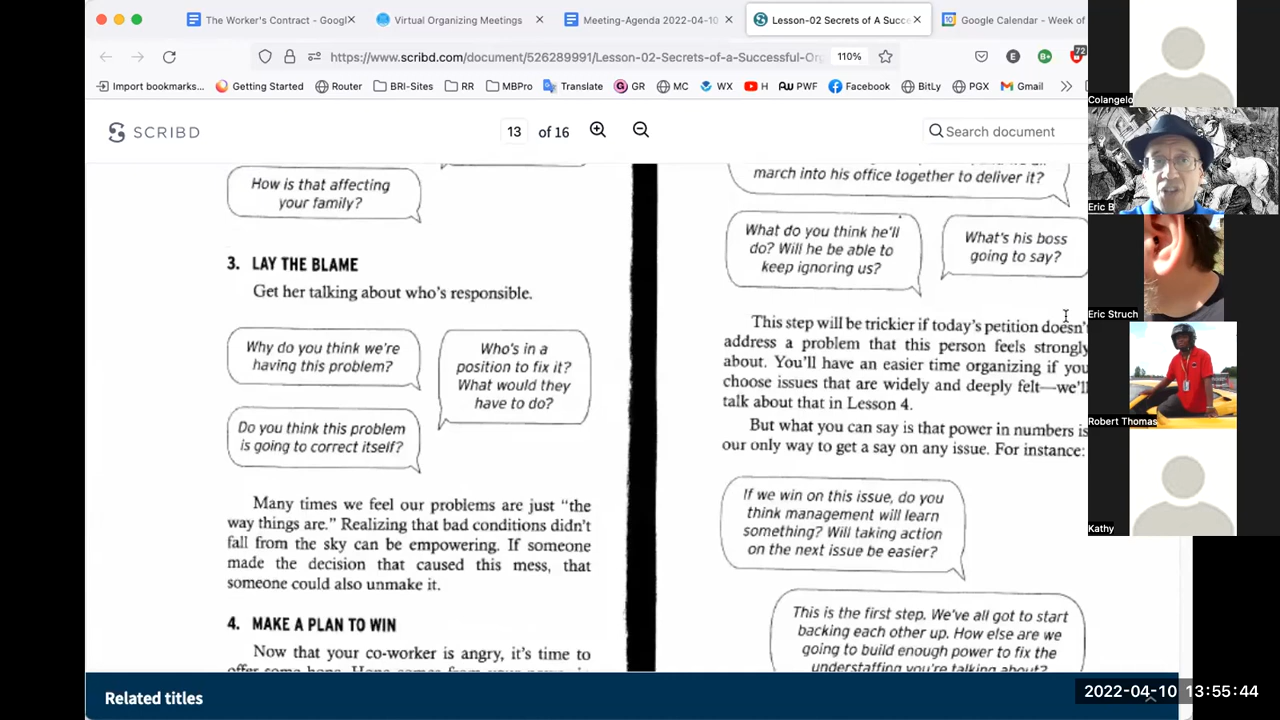 The Worker's Contract - Googl
Virtual Organizing Meetings
Meeting-Agenda 2022-04-10
Lesson-02 Secrets of A Succe
Google Calendar - Week of
https://www.scribd.com/document/526289991/Lesson-02-Secrets-of-a-Successful-Or
110%
E
B+
72
Import bookmarks...
Getting Started
Router
BRI-Sites
RR
MBPro
Translate
GR
MC
WX
H
PWF
Facebook
BitLy
PGX
Gmail
SCRIBD
13 of 16
Search document
How is that affecting
your family?
3. LAY THE BLAME
Get her talking about who's responsible.
Why do you think we're
having this problem?
Who's in a
position to fix it?
What would they
have to do?
Do you think this problem
is going to correct itself?
Many times we feel our problems are just "the
way things are." Realizing that bad conditions didn't
fall from the sky can be empowering. If someone
made the decision that caused this mess, that
someone could also unmake it.
4. MAKE A PLAN TO WIN
Now that your co-worker is angry, it's time to
march into his office together to deliver it?
What do you think he'll
do? Will he be able to
keep ignoring us?
What's his boss
going to say?
This step will be trickier if today's petition doesn'
address a problem that this person feels strongly
about. You'll have an easier time organizing if you
choose issues that are widely and deeply felt—we'l
talk about that in Lesson 4.
But what you can say is that power in numbers is
our only way to get a say on any issue. For instance:
If we win on this issue, do you
think management will learn
something? Will taking action
on the next issue be easier?
This is the first step. We've all got to start
backing each other up. How else are we
going to build enough power to fix the
understaffing you're talking about?
Related titles
Colangelo
Eric B
Eric Struch
Robert Thomas
Kathy
2022-04-10 13:55:44